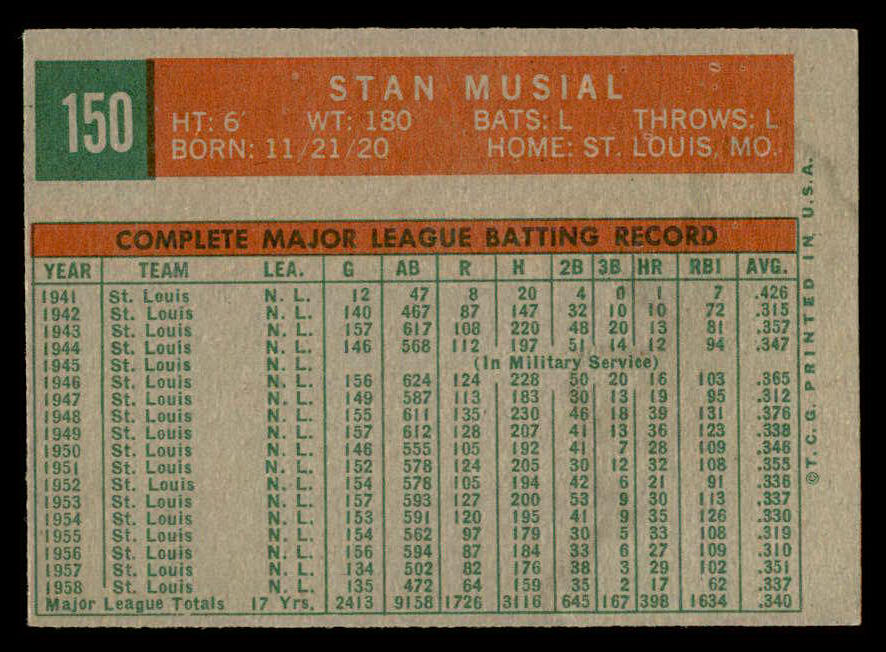 150
STAN MUSIAL
HT: 6' WT: 180 BATS: L THROWS: L
BORN: 11/21/20 HOME: ST. LOUIS, MO.
COMPLETE MAJOR LEAGUE BATTING RECORD
YEAR TEAM LEA. G AB R H 2B 3B HR RBI AVG.
1941 St. Louis N. L. 12 47 8 20 4 0 1 7 .426
1942 St. Louis N. L. 140 467 87 147 32 10 10 72 .315
1943 St. Louis N. L. 157 617 108 220 48 20 13 81 .357
1944 St. Louis N. L. 146 568 112 197 51 14 12 94 .347
1945 St. Louis N. L. (In Military Service)
1946 St. Louis N. L. 156 624 124 228 50 20 16 103 .365
1947 St. Louis N. L. 149 587 113 183 30 13 19 95 .312
1948 St. Louis N. L. 155 611 135 230 46 18 39 131 .376
1949 St. Louis N. L. 157 612 128 207 41 13 36 123 .338
1950 St. Louis N. L. 146 555 105 192 41 7 28 109 .346
1951 St. Louis N. L. 152 578 124 205 30 12 32 108 .355
1952 St. Louis N. L. 154 578 105 194 42 6 21 91 .336
1953 St. Louis N. L. 157 593 127 200 53 9 30 113 .337
1954 St. Louis N. L. 153 591 120 195 41 9 35 126 .330
1955 St. Louis N. L. 154 562 97 179 30 5 33 108 .319
1956 St. Louis N. L. 156 594 87 184 33 6 27 109 .310
1957 St. Louis N. L. 134 502 82 176 38 3 29 102 .351
1958 St. Louis N. L. 135 472 64 159 35 2 17 62 .337
Major League Totals 17 Yrs. 2413 9158 1726 3116 645 167 398 1634 .340
© T. C. G. PRINTED IN U.S.A.